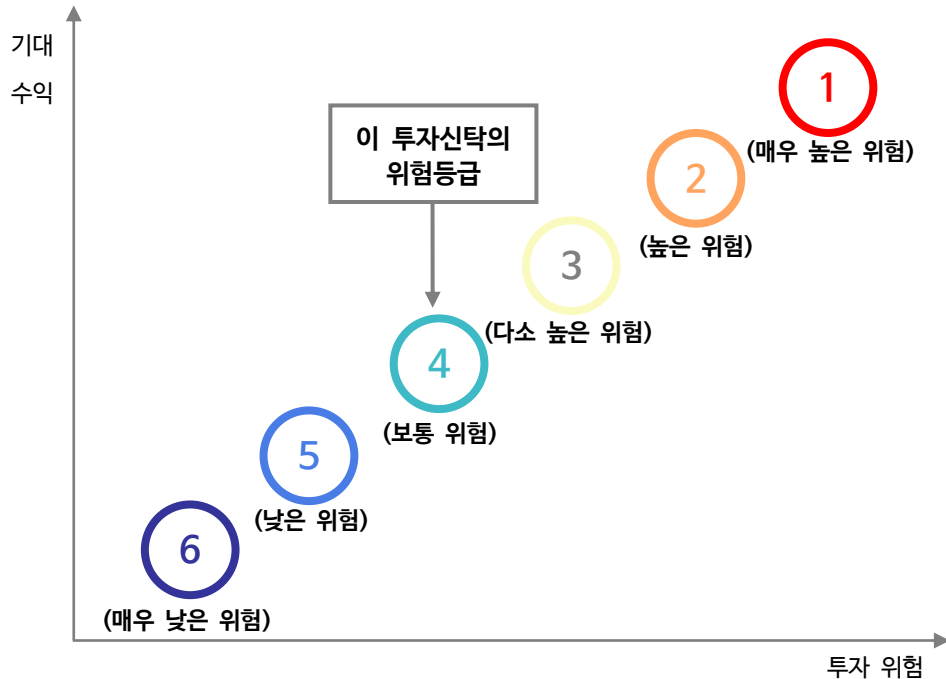 기대
수익
1
(매우 높은 위험)
이 투자신탁의
위험등급
2
(높은 위험)
3
(다소 높은 위험)
4
(보통 위험)
5
(낮은 위험)
6
(매우 낮은 위험)
투자 위험